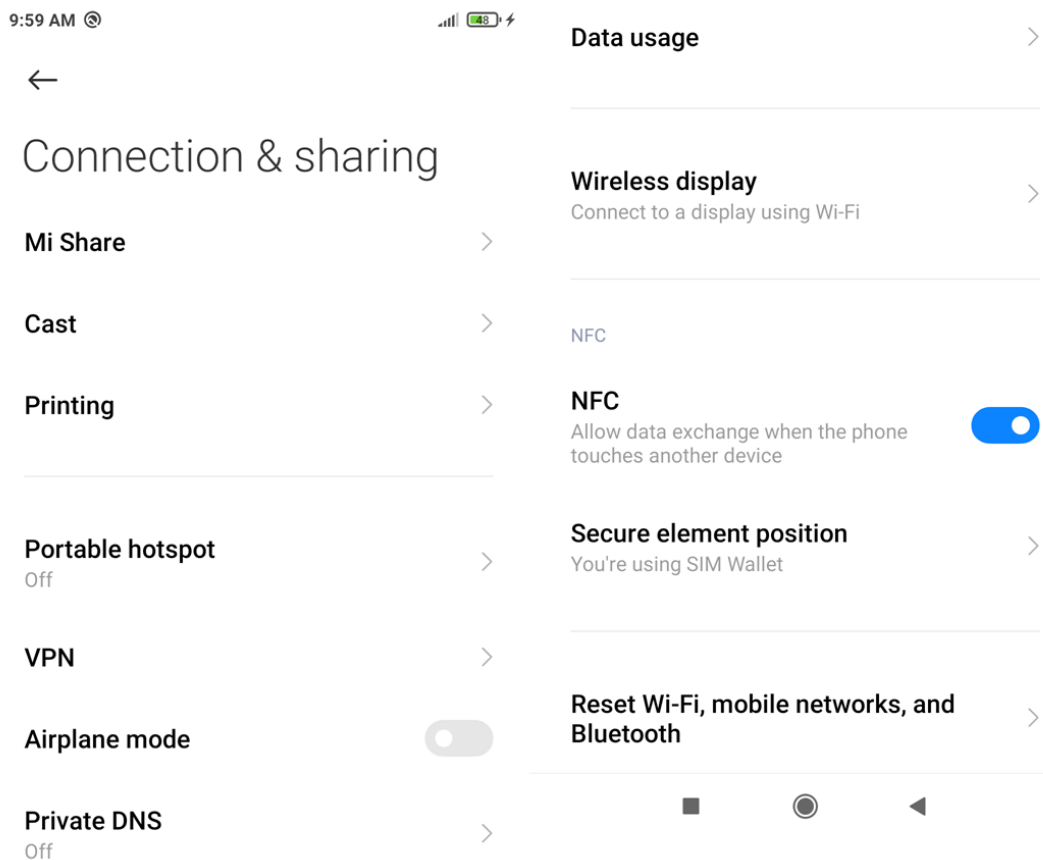 9:59 AM
48
Connection & sharing
Mi Share
Cast
Printing
Portable hotspot
Off
VPN
Airplane mode
Private DNS
Off
Data usage
Wireless display
Connect to a display using Wi-Fi
NFC
NFC
Allow data exchange when the phone
touches another device
Secure element position
You're using SIM Wallet
Reset Wi-Fi, mobile networks, and
Bluetooth